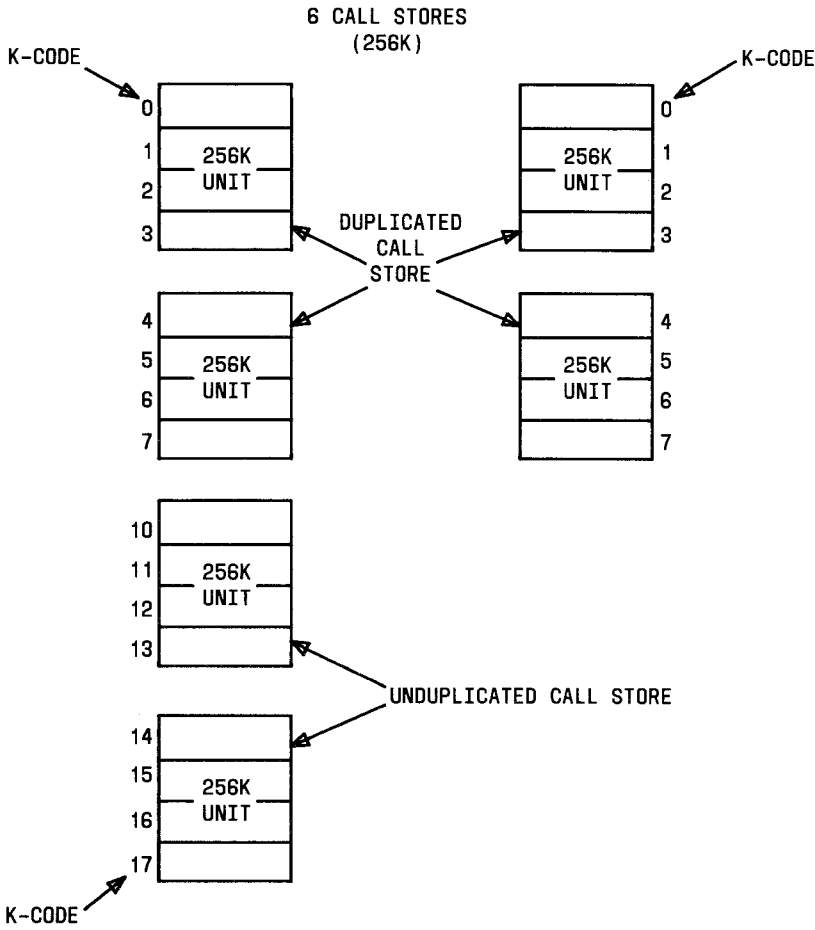 6 CALL STORES
(256K)
K-CODE
K-CODE
0
1
2
3
256K
UNIT
0
1
2
3
256K
UNIT
DUPLICATED
CALL
STORE
4
5
6
7
256K
UNIT
4
5
6
7
256K
UNIT
10
11
12
13
256K
UNIT
UNDUPLICATED CALL STORE
14
15
16
17
256K
UNIT
K-CODE